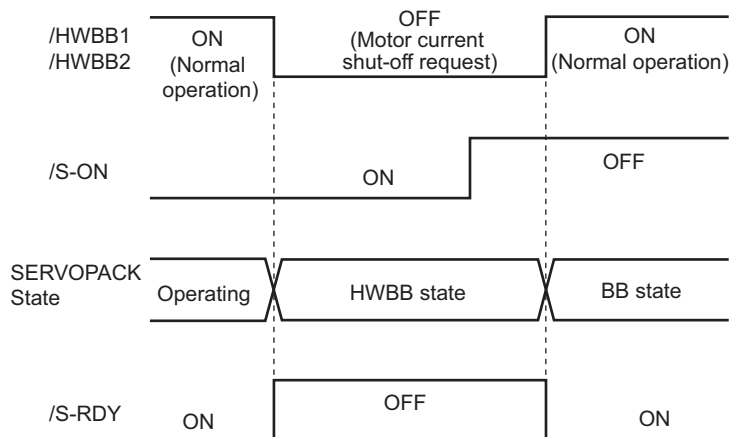 /HWBB1
/HWBB2
ON
(Normal
operation)
OFF
(Motor current
shut-off request)
ON
(Normal operation)
/S-ON
ON
OFF
SERVOPACK
State
Operating
HWBB state
BB state
/S-RDY
ON
OFF
ON